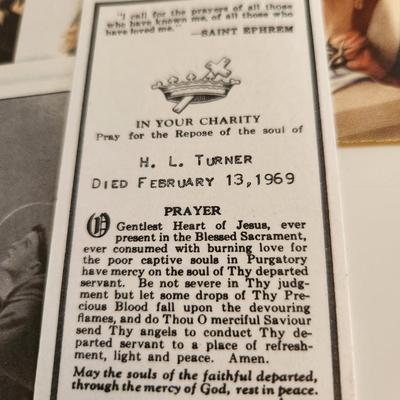 "I call for the prayers of all those
who have known me, of all those who
have loved me."
—SAINT EPHREM
IN YOUR CHARITY
Pray for the Repose of the soul of
H. L. TURNER
DIED FEBRUARY 13,1969
PRAYER
O Gentlest Heart of Jesus, ever
present in the Blessed Sacrament,
ever consumed with burning love for
the poor captive souls in Purgatory
have mercy on the soul of Thy departed
servant. Be not severe in Thy judg-
ment but let some drops of Thy Pre-
cious Blood fall upon the devouring
flames, and do Thou O merciful Saviour
send Thy angels to conduct Thy de-
parted servant to a place of refresh-
ment, light and peace. Amen.
May the souls of the faithful departed,
through the mercy of God, rest in peace.